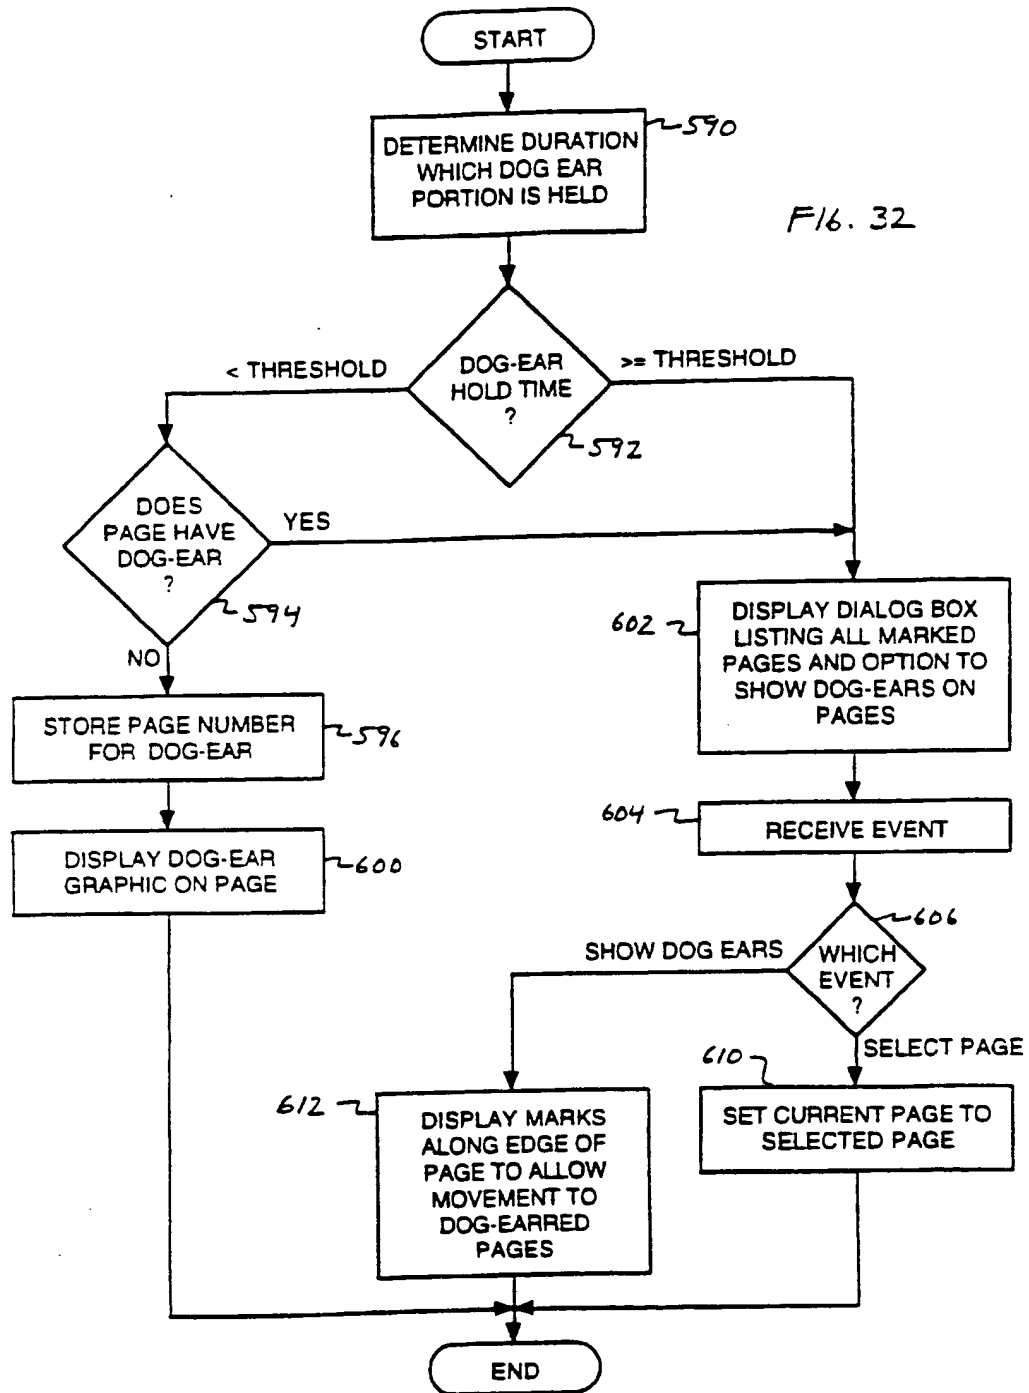 START
DETERMINE DURATION
WHICH DOG EAR
PORTION IS HELD
590
FIG. 32
DOG-EAR
HOLD TIME
?
592
< THRESHOLD
>= THRESHOLD
DOES
PAGE HAVE
DOG-EAR
?
594
YES
NO
STORE PAGE NUMBER
FOR DOG-EAR
596
DISPLAY DOG-EAR
GRAPHIC ON PAGE
600
602
DISPLAY DIALOG BOX
LISTING ALL MARKED
PAGES AND OPTION TO
SHOW DOG-EARS ON
PAGES
604
RECEIVE EVENT
606
WHICH
EVENT
?
SHOW DOG EARS
SELECT PAGE
610
SET CURRENT PAGE TO
SELECTED PAGE
612
DISPLAY MARKS
ALONG EDGE OF
PAGE TO ALLOW
MOVEMENT TO
DOG-EARRED
PAGES
END